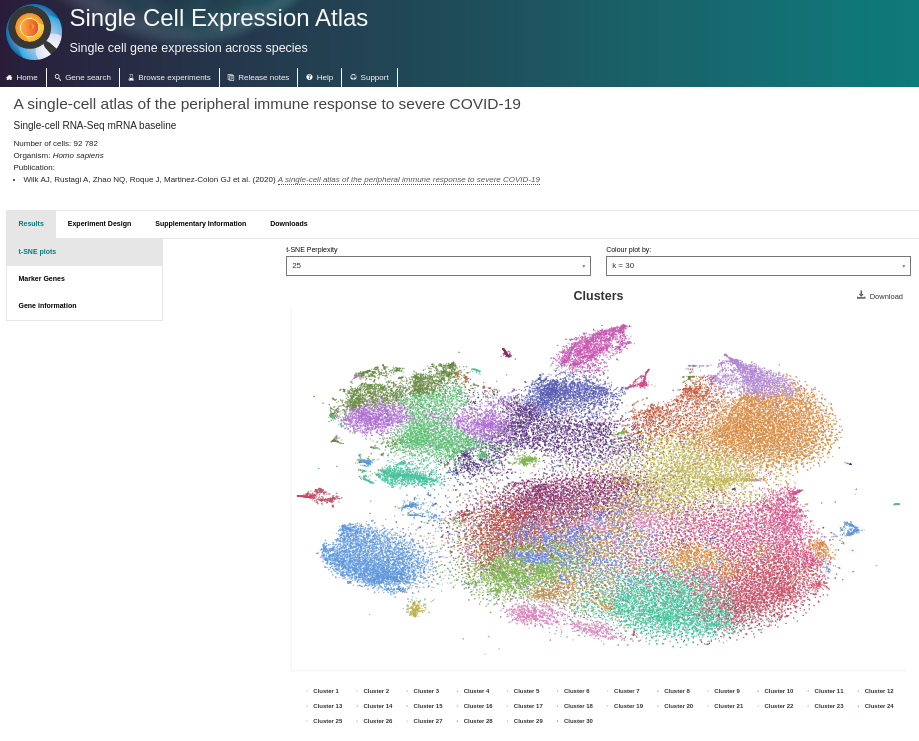 Single Cell Expression Atlas
Single cell gene expression across species
Home Gene search Browse experiments Release notes Help Support
A single-cell atlas of the peripheral immune response to severe COVID-19
Single-cell RNA-Seq mRNA baseline
Number of cells: 92 782
Organism: Homo sapiens
Publication:
• Wilk AJ, Rustagi A, Zhao NQ, Roque J, Martinez-Colon GJ et al. (2020) A single-cell atlas of the peripheral immune response to severe COVID-19
Results Experiment Design Supplementary Information Downloads
t-SNE plots
Marker Genes
Gene information
t-SNE Perplexity Colour plot by:
25 k = 30
Clusters
Download
Cluster 1 Cluster 2 Cluster 3 Cluster 4 Cluster 5 Cluster 6 Cluster 7 Cluster 8 Cluster 9 Cluster 10 Cluster 11 Cluster 12
Cluster 13 Cluster 14 Cluster 15 Cluster 16 Cluster 17 Cluster 18 Cluster 19 Cluster 20 Cluster 21 Cluster 22 Cluster 23 Cluster 24
Cluster 25 Cluster 26 Cluster 27 Cluster 28 Cluster 29 Cluster 30